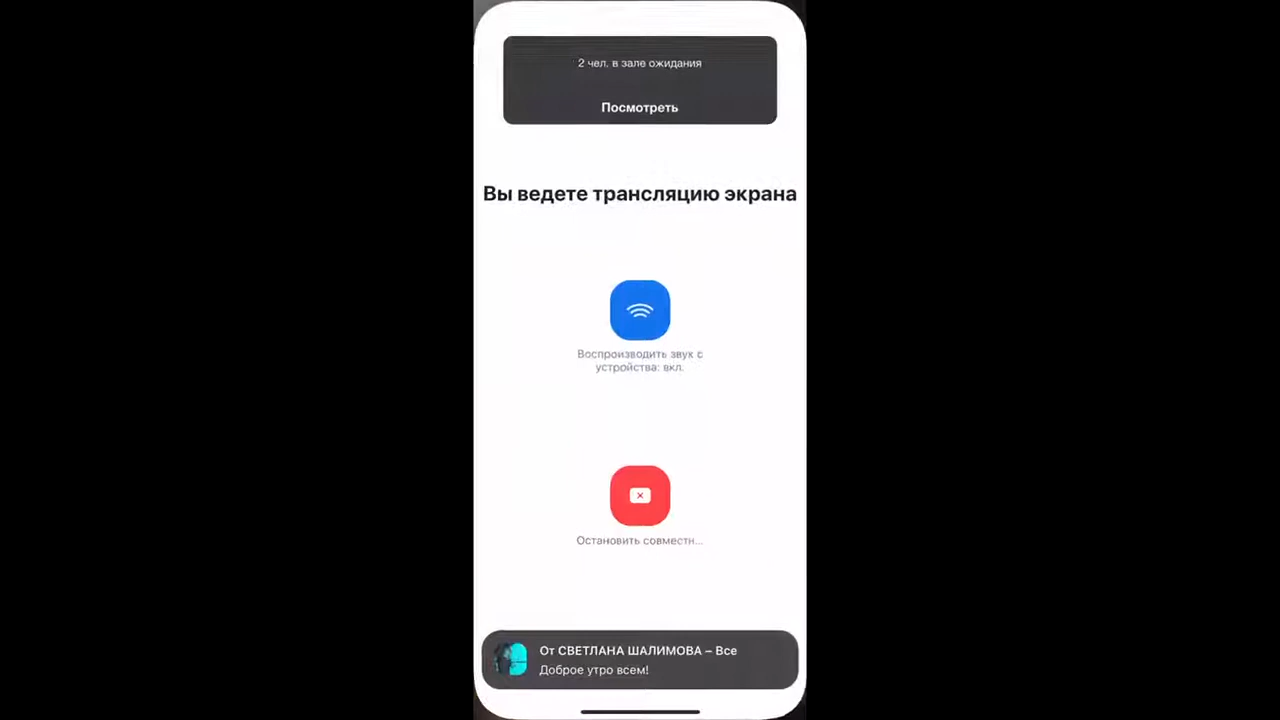 2 чел. в зале ожидания
Посмотреть
Вы ведете трансляцию экрана
Воспроизводить звук с
устройства: вкл.
Остановить совместн...
От СВЕТЛАНА ШАЛИМОВА – Все
Доброе утро всем!